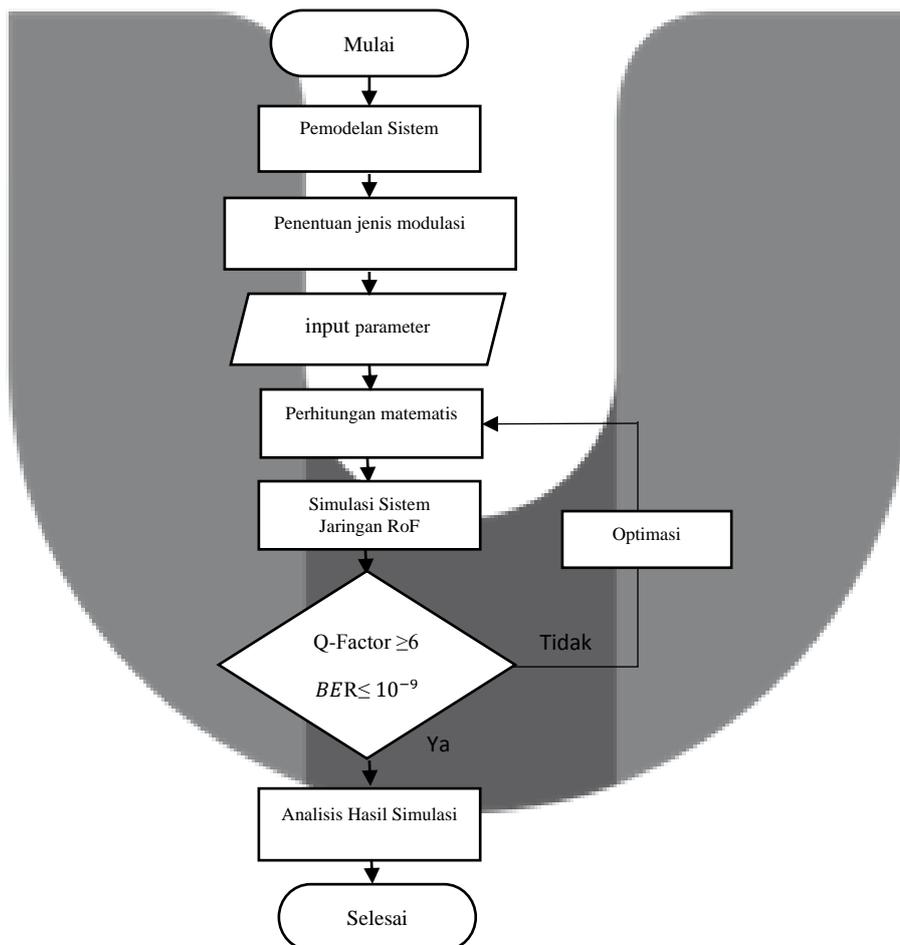 Mulai
Pemodelan Sistem
Penentuan jenis modulasi
input parameter
Perhitungan matematis
Simulasi Sistem
Jaringan RoF
Optimasi
Q-Factor ≥6
𝐵𝐸R≤ 10⁻⁹
Tidak
Ya
Analisis Hasil Simulasi
Selesai